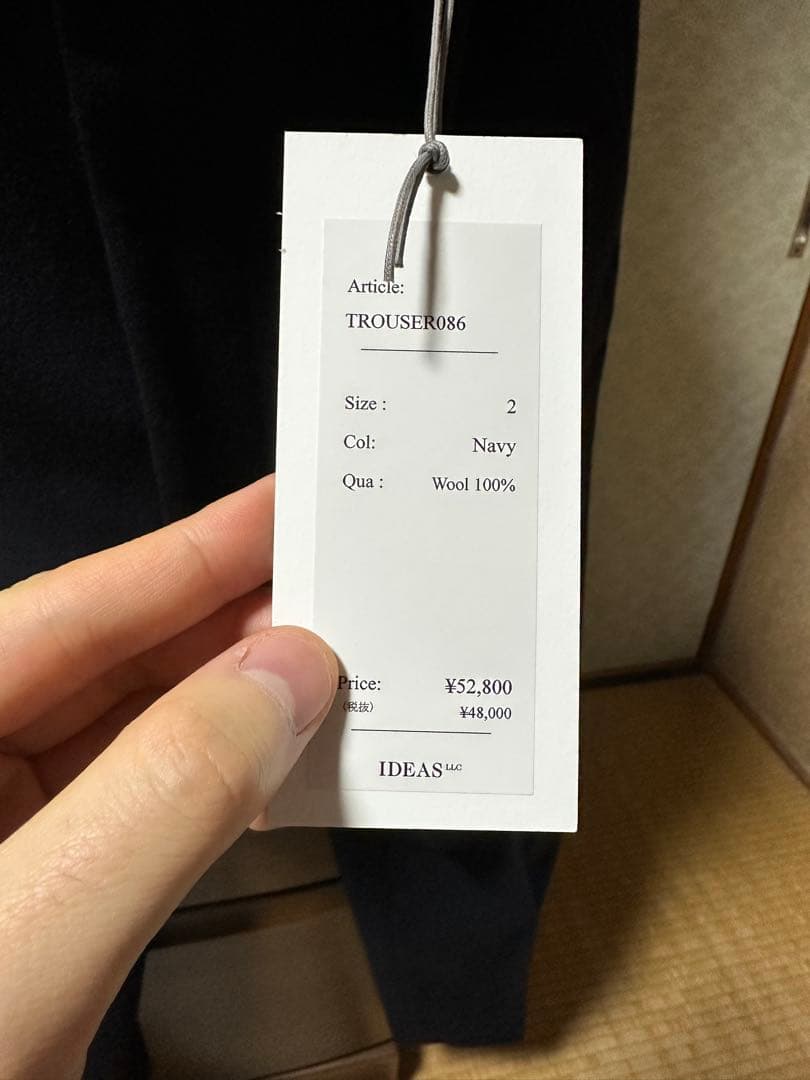 Article:
TROUSER086
Size : 2
Col: Navy
Qua : Wool 100%
Price: ¥52,800
(税抜) ¥48,000
IDEAS LLC